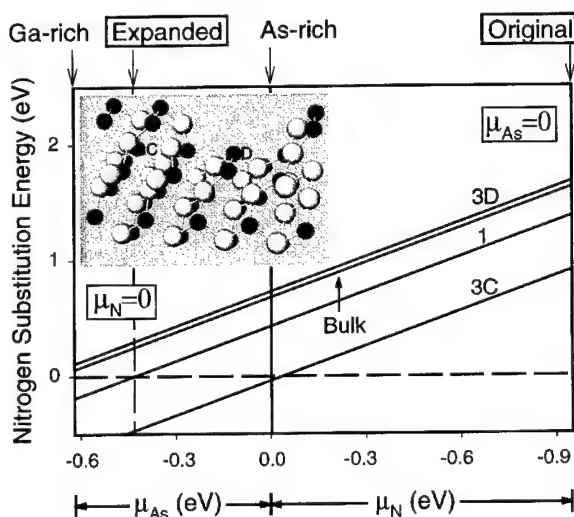 Ga-rich Expanded As-rich Original
Nitrogen Substitution Energy (eV)
2
1
0
C
D
μAs=0
μN=0
3D
1
Bulk
3C
-0.6 -0.3 0.0 -0.3 -0.6 -0.9
μAs (eV) μN (eV)